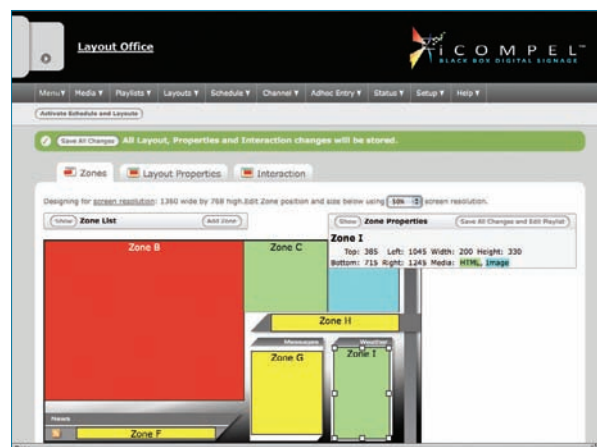 Layout Office
iCOMPEL™
BLACK BOX DIGITAL SIGNAGE
Menu▼ Media ▼ Playlists ▼ Layouts ▼ Schedule ▼ Channel ▼ Adhoc Entry ▼ Status ▼ Setup ▼ Help ▼
Activate Schedule and Layouts
Save All Changes All Layout, Properties and Interaction changes will be stored.
Zones Layout Properties Interaction
Designing for screen resolution: 1360 wide by 768 high.Edit Zone position and size below using 50% screen resolution.
Show Zone List Add Zone
Show Zone Properties Save All Changes and Edit Playlist
Zone I
Top: 385 Left: 1045 Width: 200 Height: 330
Bottom: 715 Right: 1245 Media: HTML, Image
Zone B
Zone C
Zone H
Messages
Weather
Zone G
Zone I
News
Zone F